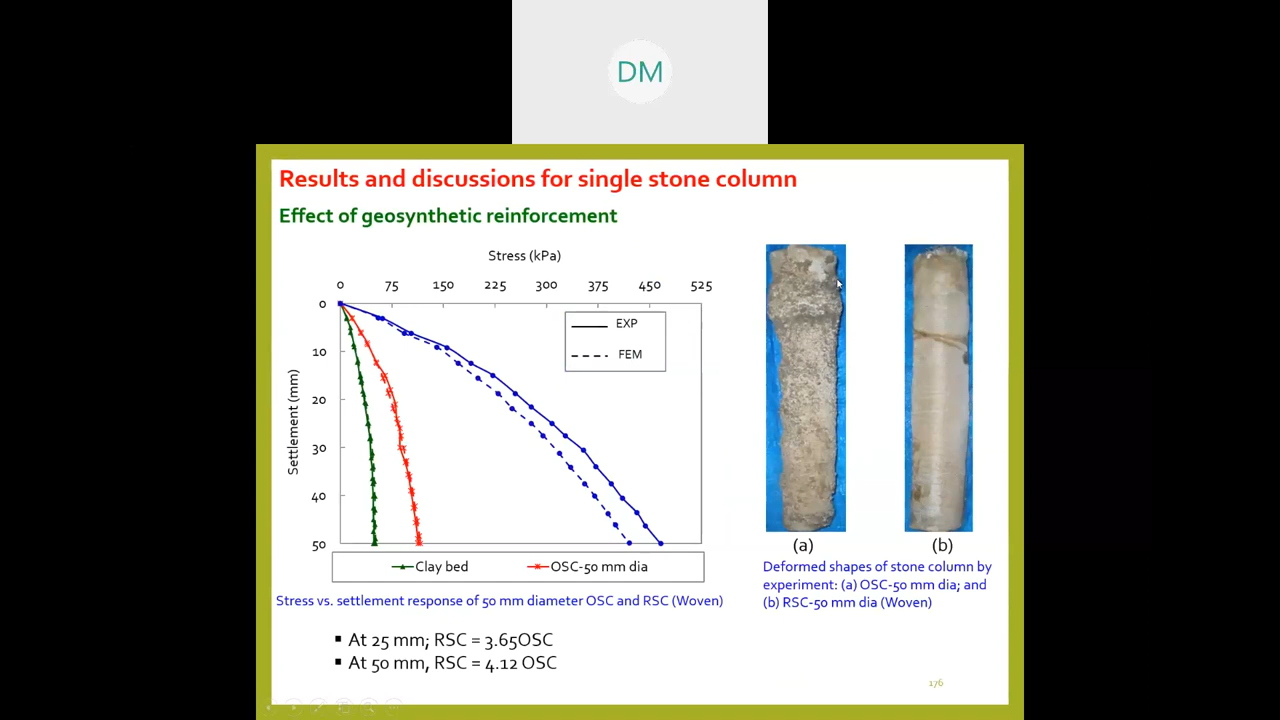 DM
Results and discussions for single stone column
Effect of geosynthetic reinforcement
Stress (kPa)
0 75 150 225 300 375 450 525
Settlement (mm)
0
10
20
30
40
50
EXP
FEM
Clay bed
OSC-50 mm dia
(a)
(b)
Deformed shapes of stone column by
experiment: (a) OSC-50 mm dia; and
(b) RSC-50 mm dia (Woven)
Stress vs. settlement response of 50 mm diameter OSC and RSC (Woven)
▪ At 25 mm; RSC = 3.65OSC
▪ At 50 mm, RSC = 4.12 OSC
176